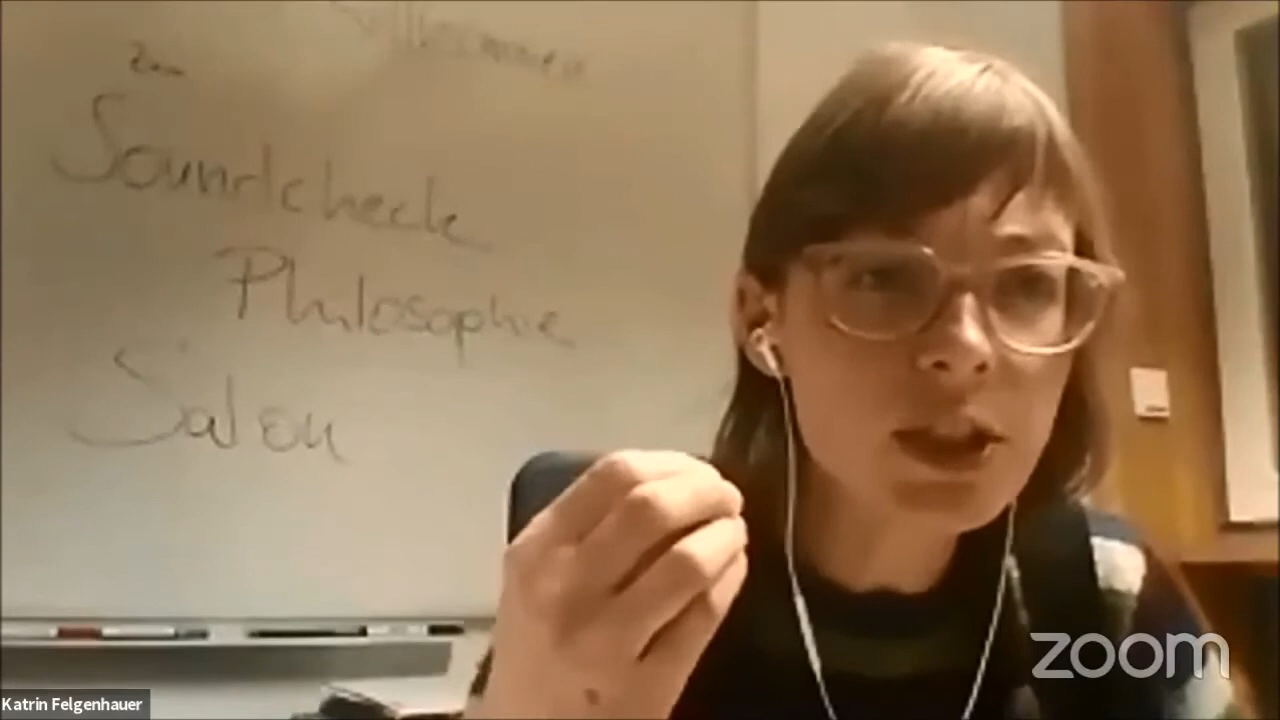 Willkommen
zum
Soundcheck
Philosophie
Salon
zoom
Katrin Felgenhauer